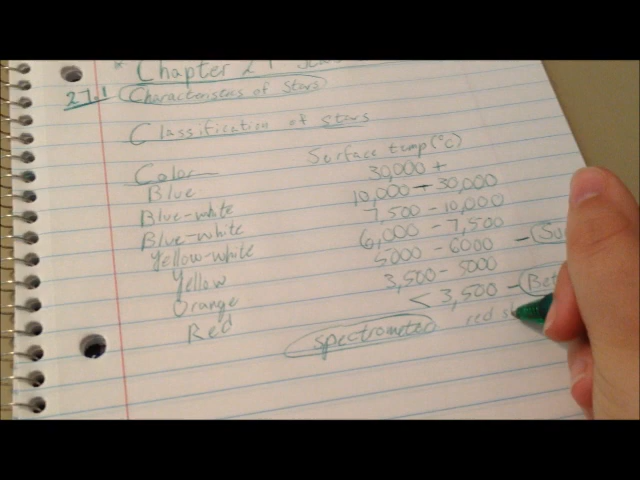 * Chapter 27
27.1 Characteristics of Stars
Classification of stars
Color Surface temp (°C)
Blue 30,000 +
Blue-white 10,000 - 30,000
Blue-white 7,500 - 10,000
Yellow-white 6,000 - 7,500
Yellow 5000 - 6000
Orange 3,500 - 5000
Red < 3,500 -
spectrometer red